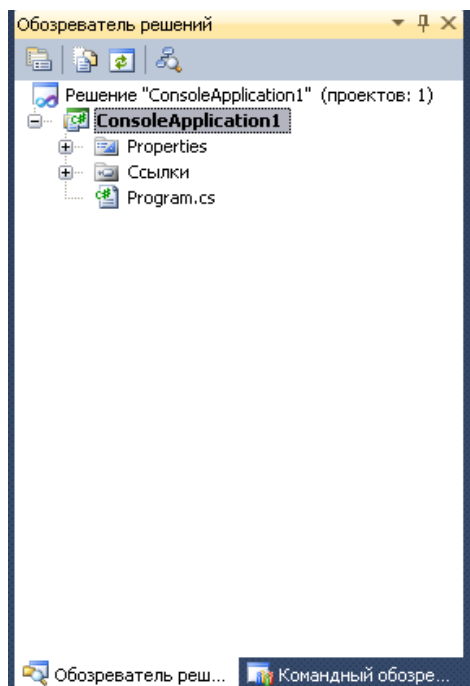 Обозреватель решений
Решение "ConsoleApplication1" (проектов: 1)
ConsoleApplication1
Properties
Ссылки
Program.cs
Обозреватель реш... Командный обозре...